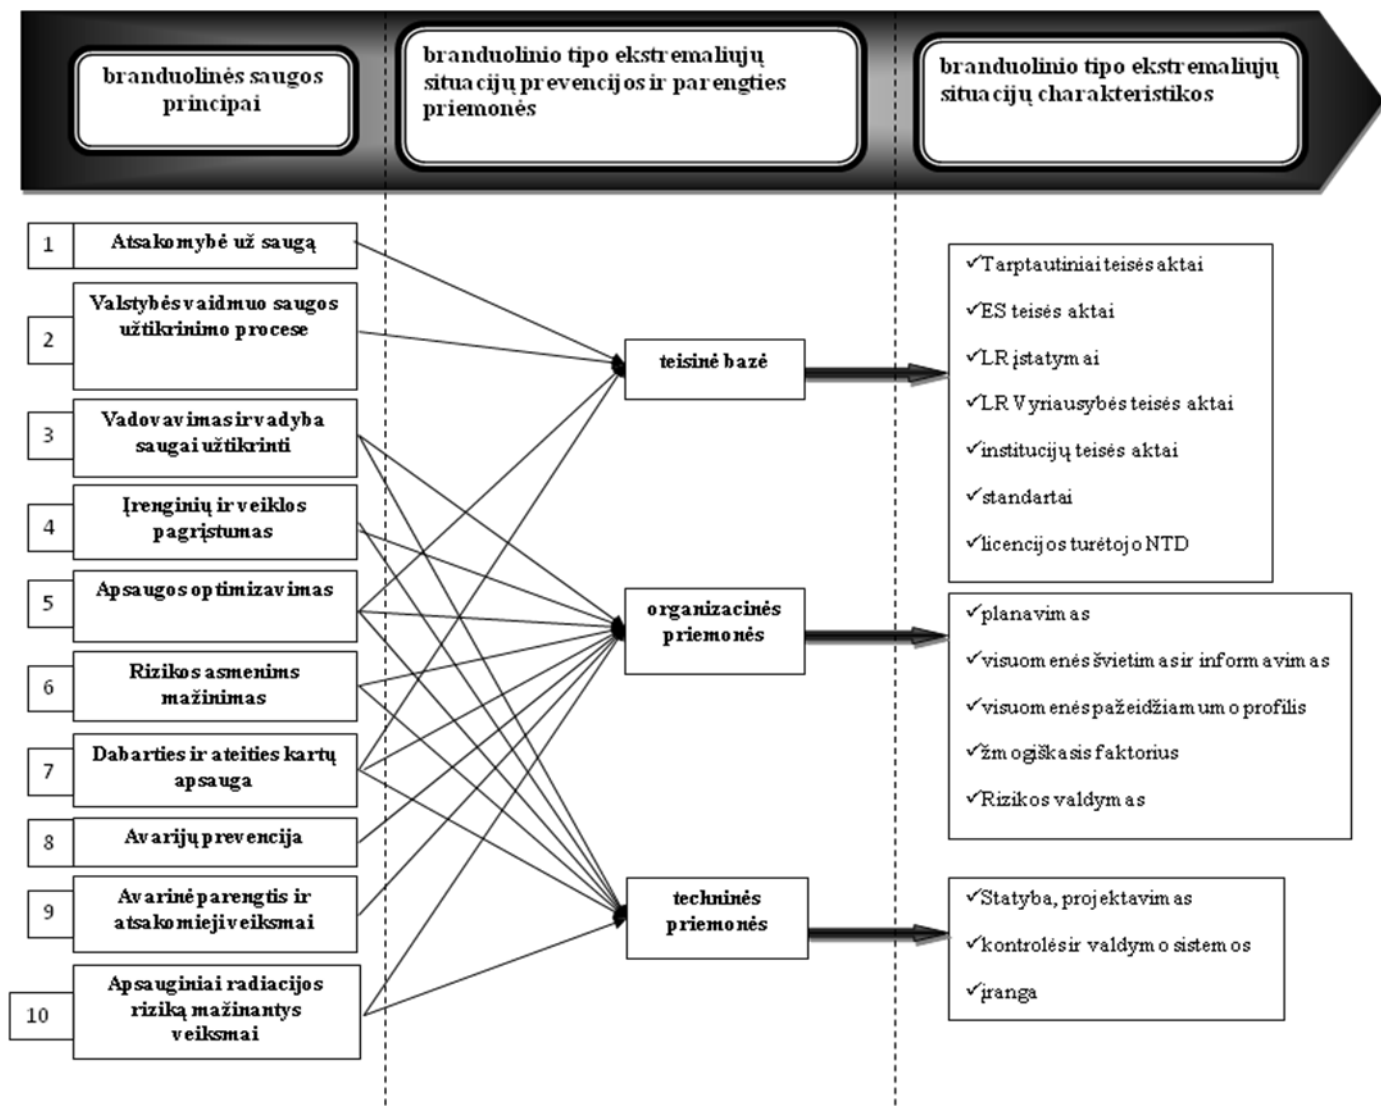 branduolinės saugos
principai
branduolinio tipo ekstremaliųjų
situacijų prevencijos ir parengties
priemonės
branduolinio tipo ekstremaliųjų
situacijų charakteristikos
1
Atsakomybė už saugą
2
Valstybės vaidmuo saugos
užtikrinimo procese
3
Vadovavimas ir vadyba
saugai užtikrinti
4
Įrenginių ir veiklos
pagrįstumas
5
Apsaugos optimizavimas
6
Rizikos asmenims
mažinimas
7
Dabarties ir ateities kartų
apsauga
8
Avarijų prevencija
9
Avarinė parengtis ir
atsakomieji veiksmai
10
Apsauginiai radiacijos
riziką mažinantys
veiksmai
teisinė bazė
organizacinės
priemonės
techninės
priemonės
✓Tarptautiniai teisės aktai
✓ES teisės aktai
✓LR įstatymai
✓LR Vyriausybės teisės aktai
✓institucijų teisės aktai
✓standartai
✓licencijos turėtojo NTD
✓planavimas
✓visuomenės švietimas ir informavimas
✓visuomenės pažeidžiamumo profilis
✓žmogiškasis faktorius
✓Rizikos valdymas
✓Statyba, projektavimas
✓kontrolės ir valdymo sistemos
✓įranga